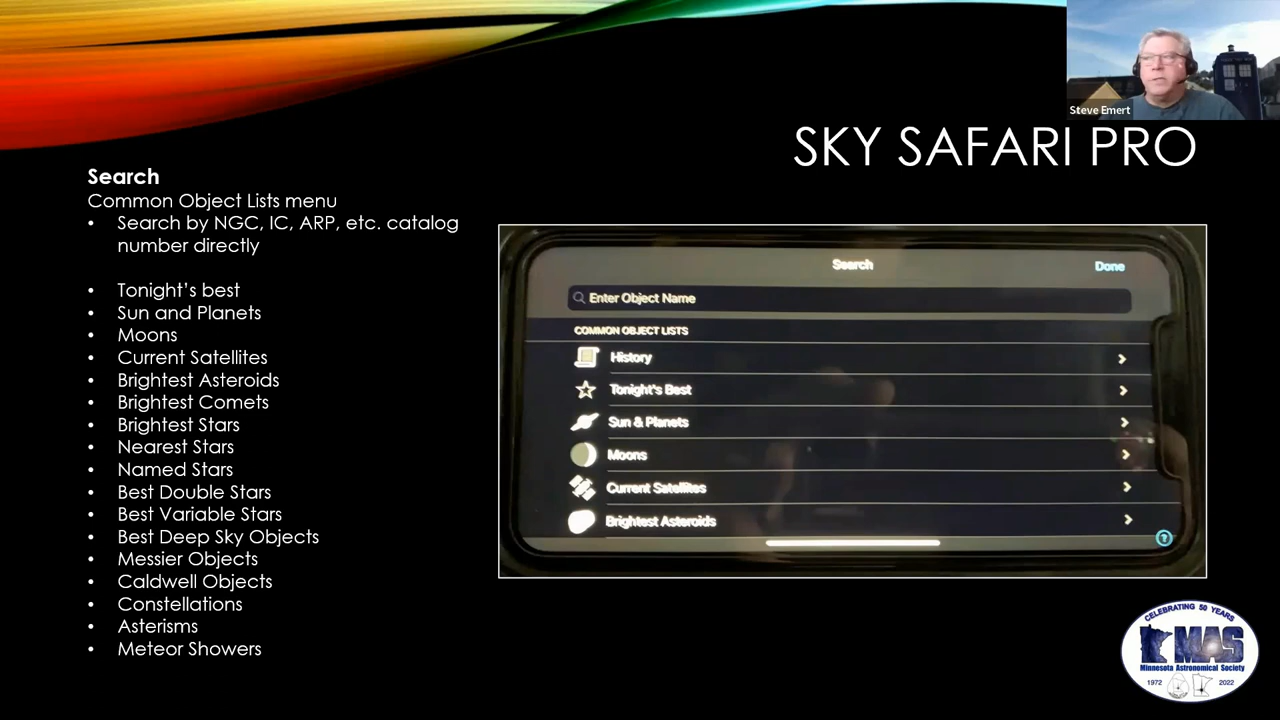 Steve Emert
SKY SAFARI PRO
Search
Common Object Lists menu
• Search by NGC, IC, ARP, etc. catalog
number directly
• Tonight's best
• Sun and Planets
• Moons
• Current Satellites
• Brightest Asteroids
• Brightest Comets
• Brightest Stars
• Nearest Stars
• Named Stars
• Best Double Stars
• Best Variable Stars
• Best Deep Sky Objects
• Messier Objects
• Caldwell Objects
• Constellations
• Asterisms
• Meteor Showers
Search
Done
Enter Object Name
COMMON OBJECT LISTS
History
Tonight's Best
Sun & Planets
Moons
Current Satellites
Brightest Asteroids
CELEBRATING 50 YEARS
MAS
Minnesota Astronomical Society
1972 2022